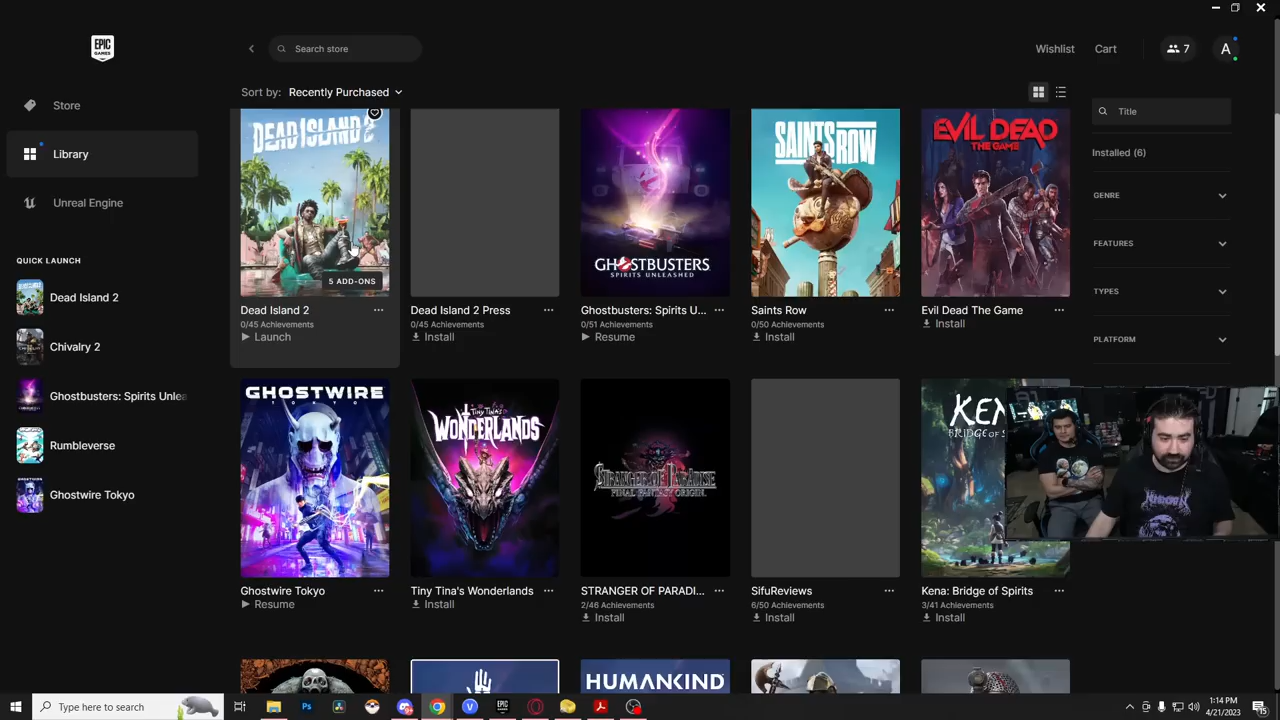 EPIC
GAMES
Search store
Wishlist
Cart
7
A
Sort by: Recently Purchased
Title
Store
Library
Unreal Engine
QUICK LAUNCH
Dead Island 2
Chivalry 2
Ghostbusters: Spirits Unlea
Rumbleverse
Ghostwire Tokyo
Installed (6)
GENRE
FEATURES
TYPES
PLATFORM
DEAD ISLAND 2
5 ADD-ONS
Dead Island 2
0/45 Achievements
Launch
Dead Island 2 Press
0/45 Achievements
Install
GHOSTBUSTERS
SPIRITS UNLEASHED
Ghostbusters: Spirits U...
0/51 Achievements
Resume
SAINTS ROW
Saints Row
0/50 Achievements
Install
EVIL DEAD
THE GAME
Evil Dead The Game
Install
GHOSTWIRE
TOKYO
Ghostwire Tokyo
Resume
TINY TINA'S
WONDERLANDS
Tiny Tina's Wonderlands
Install
STRANGER OF PARADISE
FINAL FANTASY ORIGIN
STRANGER OF PARADI...
2/46 Achievements
Install
SifuReviews
6/50 Achievements
Install
KEN
BRIDGE OF S
Kena: Bridge of Spirits
3/41 Achievements
Install
HUMANKIND
Type here to search
Ps
V
EPIC
1:14 PM
4/21/2023
15